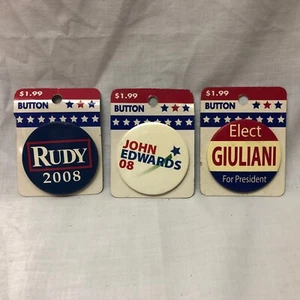 $1.99
BUTTON
RUDY
2008
$1.99
BUTTON
JOHN
EDWARDS
08
$1.99
BUTTON
Elect
GIULIANI
For President